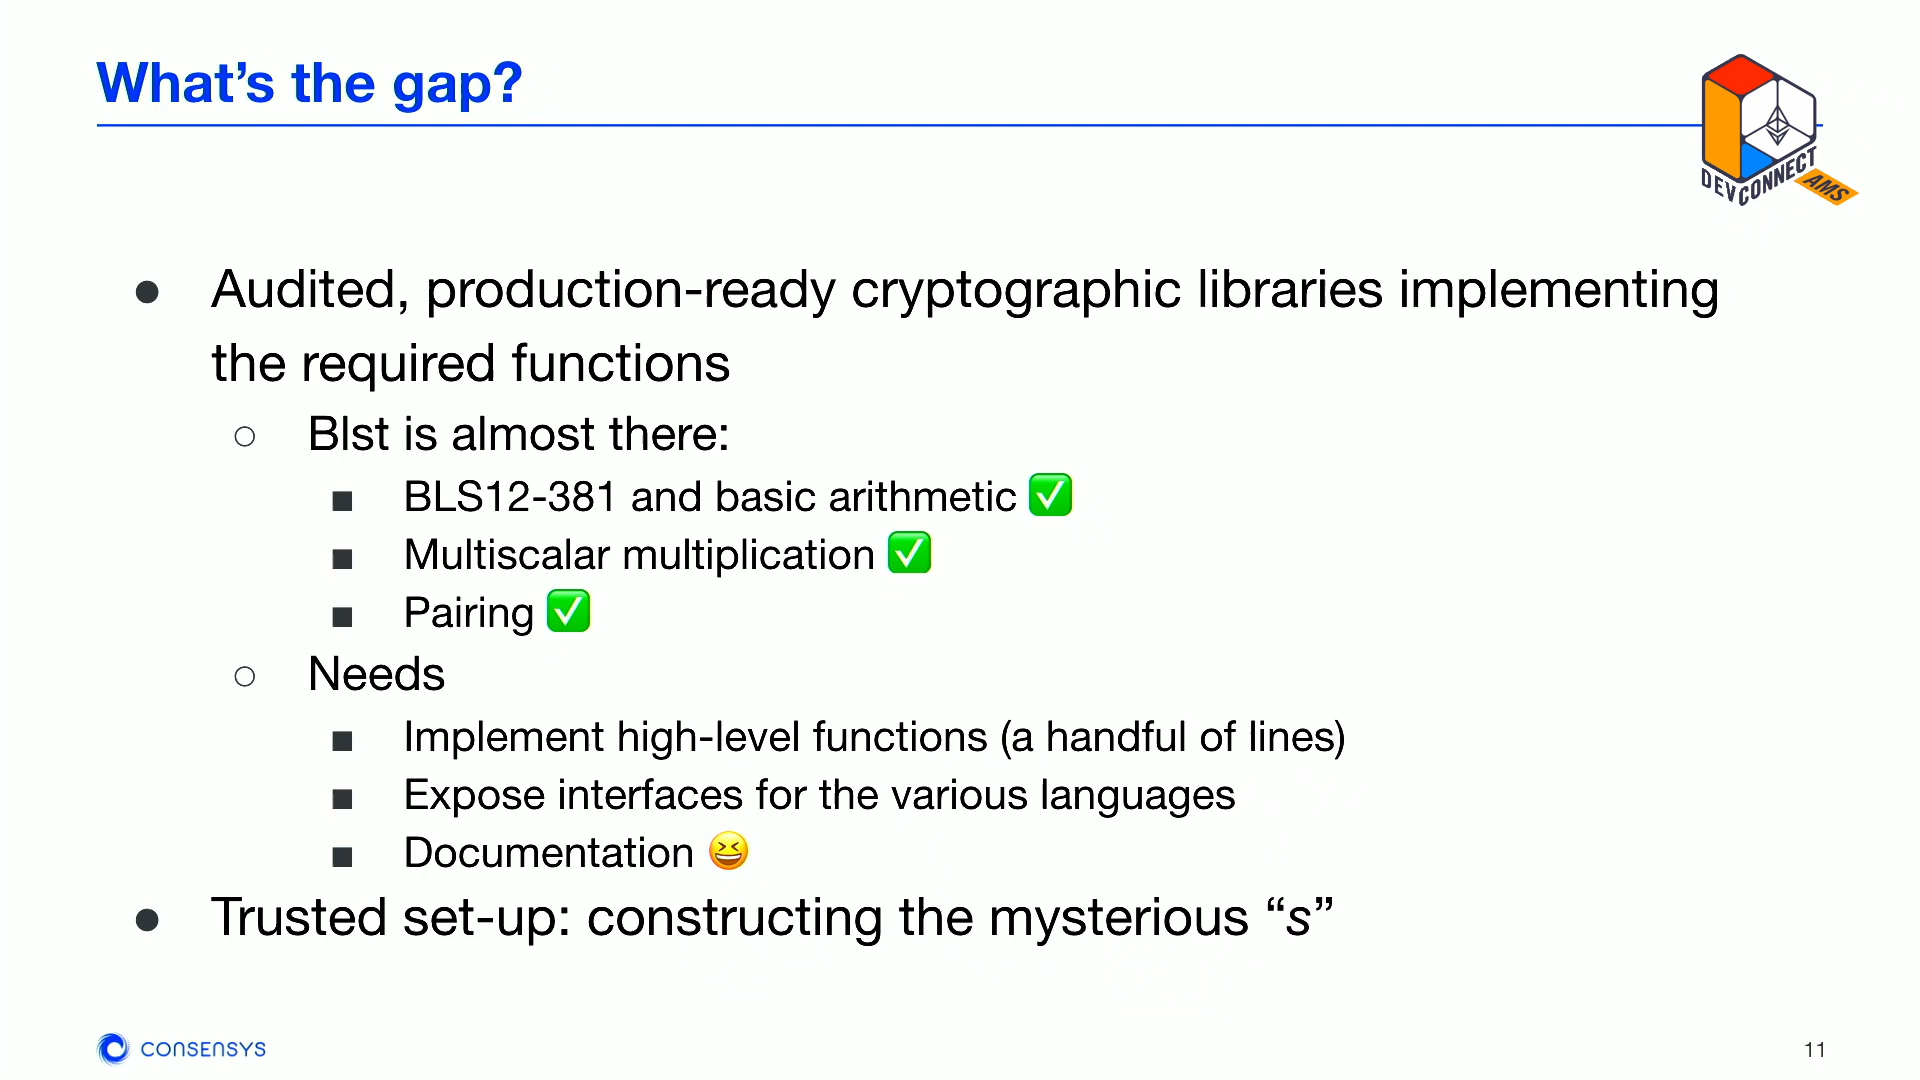 What’s the gap?
DEVCONNECT
AMS
● Audited, production-ready cryptographic libraries implementing
the required functions
○ Blst is almost there:
■ BLS12-381 and basic arithmetic ✅
■ Multiscalar multiplication ✅
■ Pairing ✅
○ Needs
■ Implement high-level functions (a handful of lines)
■ Expose interfaces for the various languages
■ Documentation 😆
● Trusted set-up: constructing the mysterious “s”
CONSENSYS
11